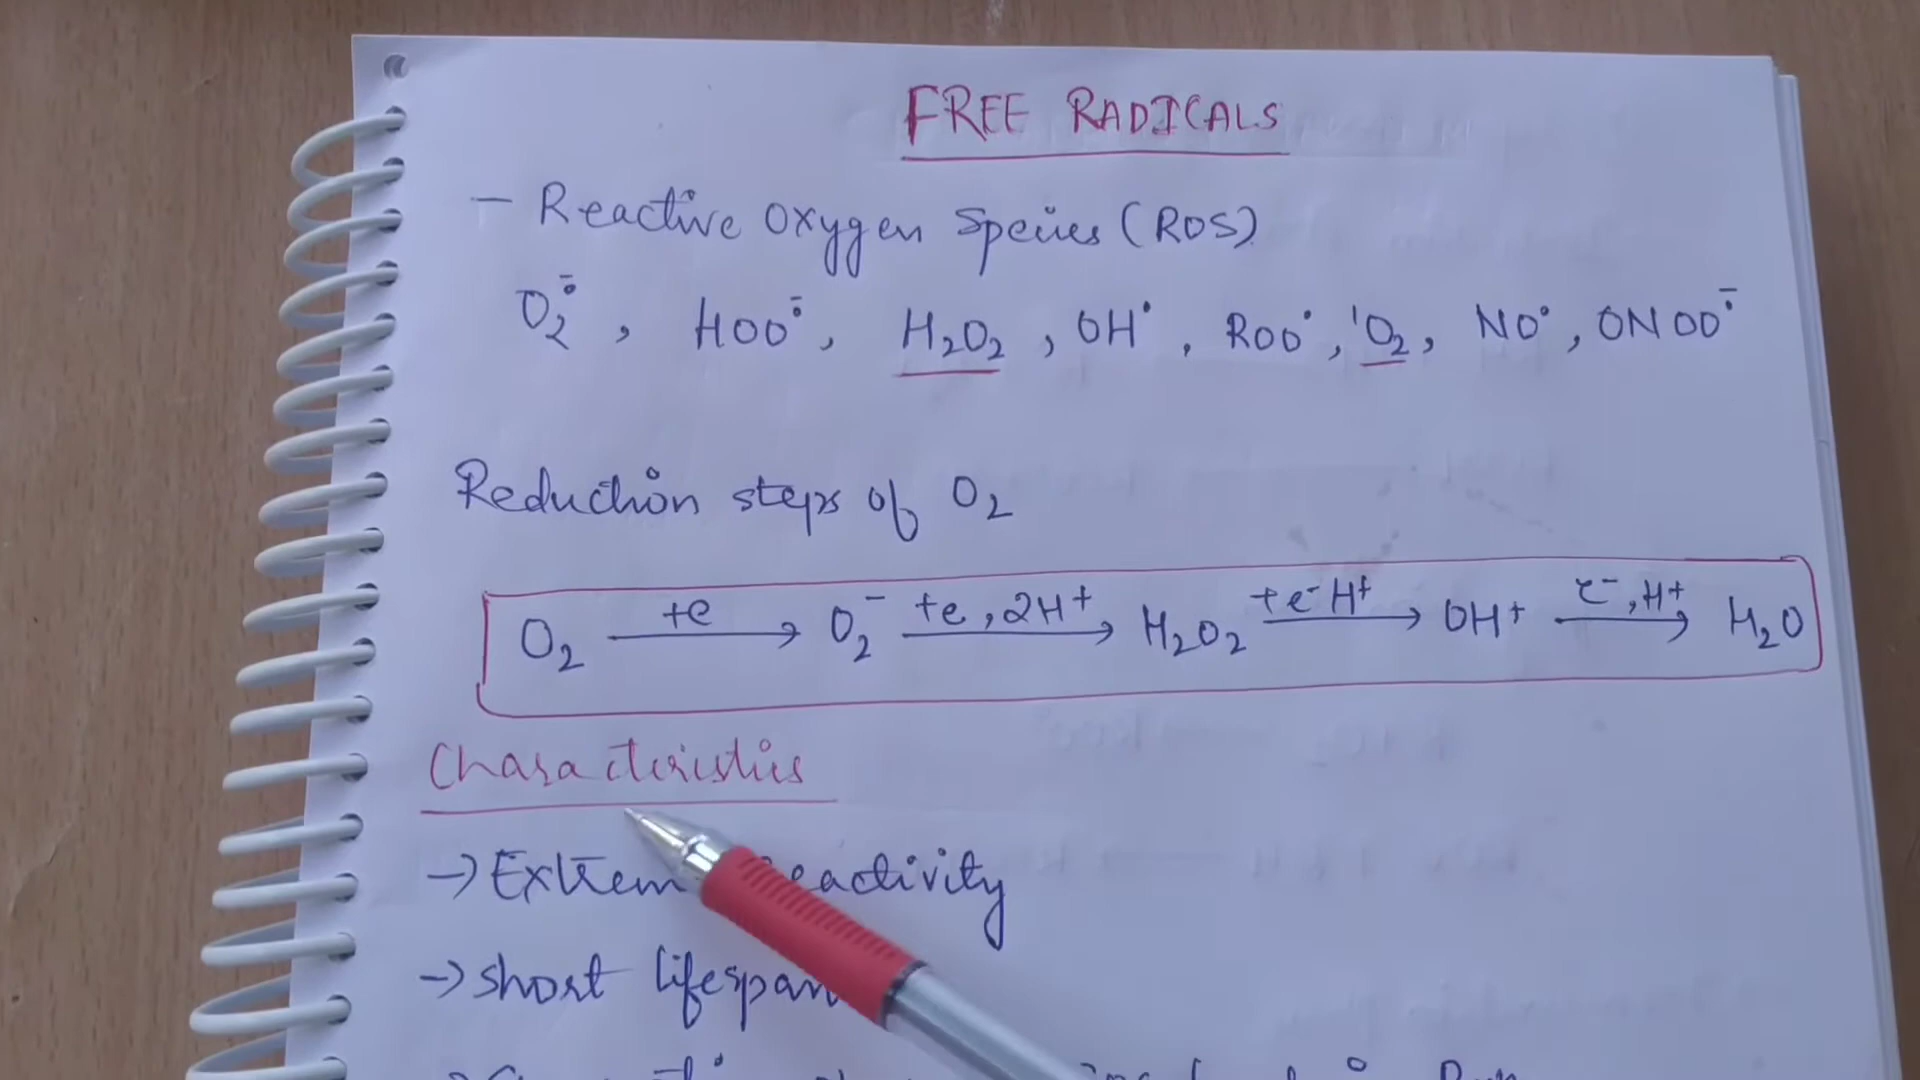 FREE RADICALS
- Reactive Oxygen Species (ROS)
O₂•̄ , HOO•̄ , H₂O₂ , OH• , ROO• , ¹O₂ , NO• , ONOO•̄
Reduction steps of O₂
O₂ +e → O₂⁻ +e , 2H⁺ → H₂O₂ +e⁻ H⁺ → OH+ e⁻ , H⁺ → H₂O
Characteristics
→ Extrem eactivity
→ short lifespan